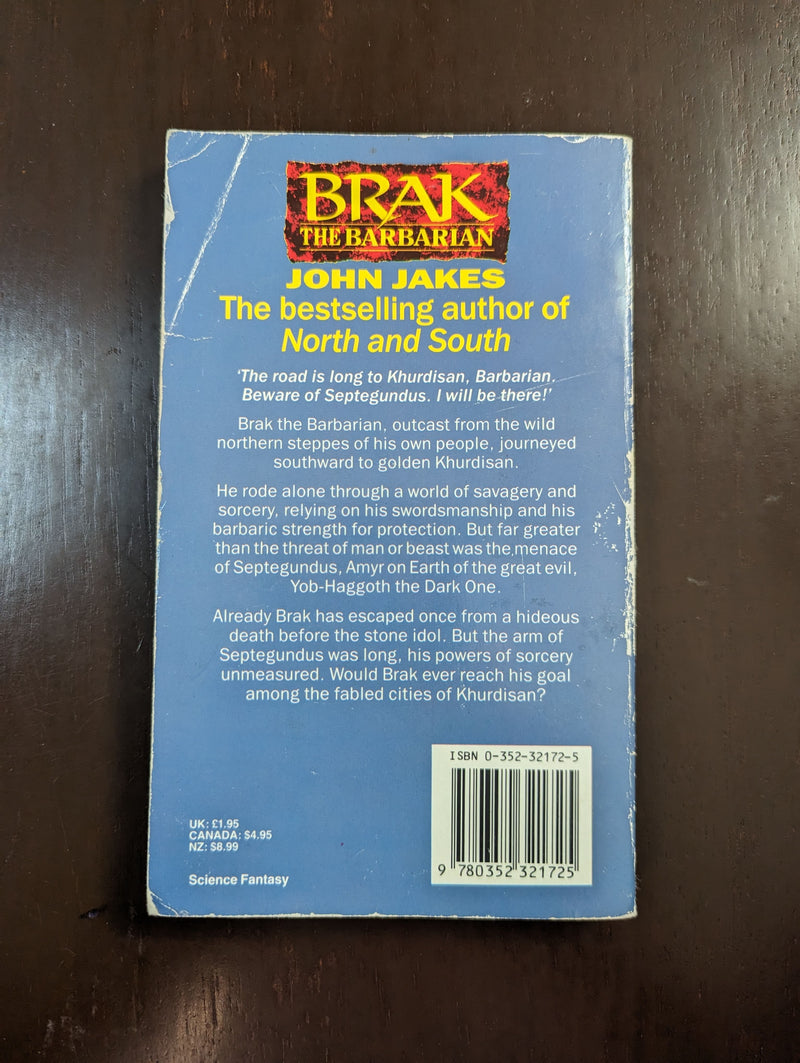 BRAK
THE BARBARIAN
JOHN JAKES
The bestselling author of
North and South
‘The road is long to Khurdisan, Barbarian.
Beware of Septegundus. I will be there!’
Brak the Barbarian, outcast from the wild
northern steppes of his own people, journeyed
southward to golden Khurdisan.
He rode alone through a world of savagery and
sorcery, relying on his swordsmanship and his
barbaric strength for protection. But far greater
than the threat of man or beast was the menace
of Septegundus, Amyr on Earth of the great evil,
Yob-Haggoth the Dark One.
Already Brak has escaped once from a hideous
death before the stone idol. But the arm of
Septegundus was long, his powers of sorcery
unmeasured. Would Brak ever reach his goal
among the fabled cities of Khurdisan?
ISBN 0-352-32172-5
9 780352 321725
UK: £1.95
CANADA: $4.95
NZ: $8.99
Science Fantasy